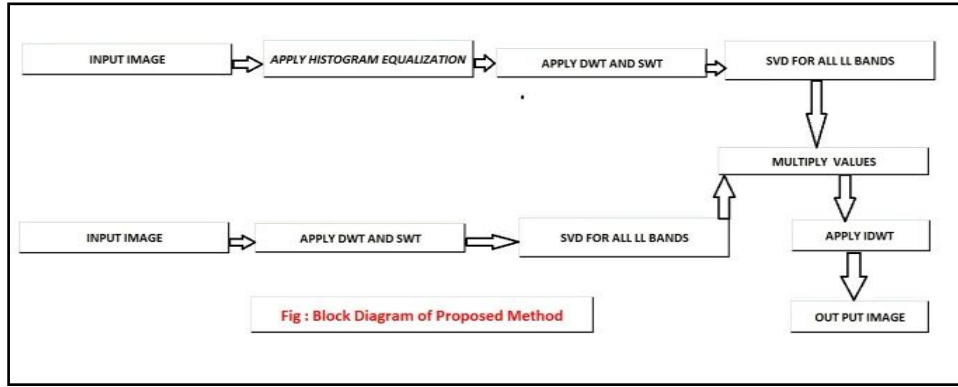 INPUT IMAGE
APPLY HISTOGRAM EQUALIZATION
APPLY DWT AND SWT
SVD FOR ALL LL BANDS
MULTIPLY VALUES
INPUT IMAGE
APPLY DWT AND SWT
SVD FOR ALL LL BANDS
APPLY IDWT
OUT PUT IMAGE
Fig : Block Diagram of Proposed Method